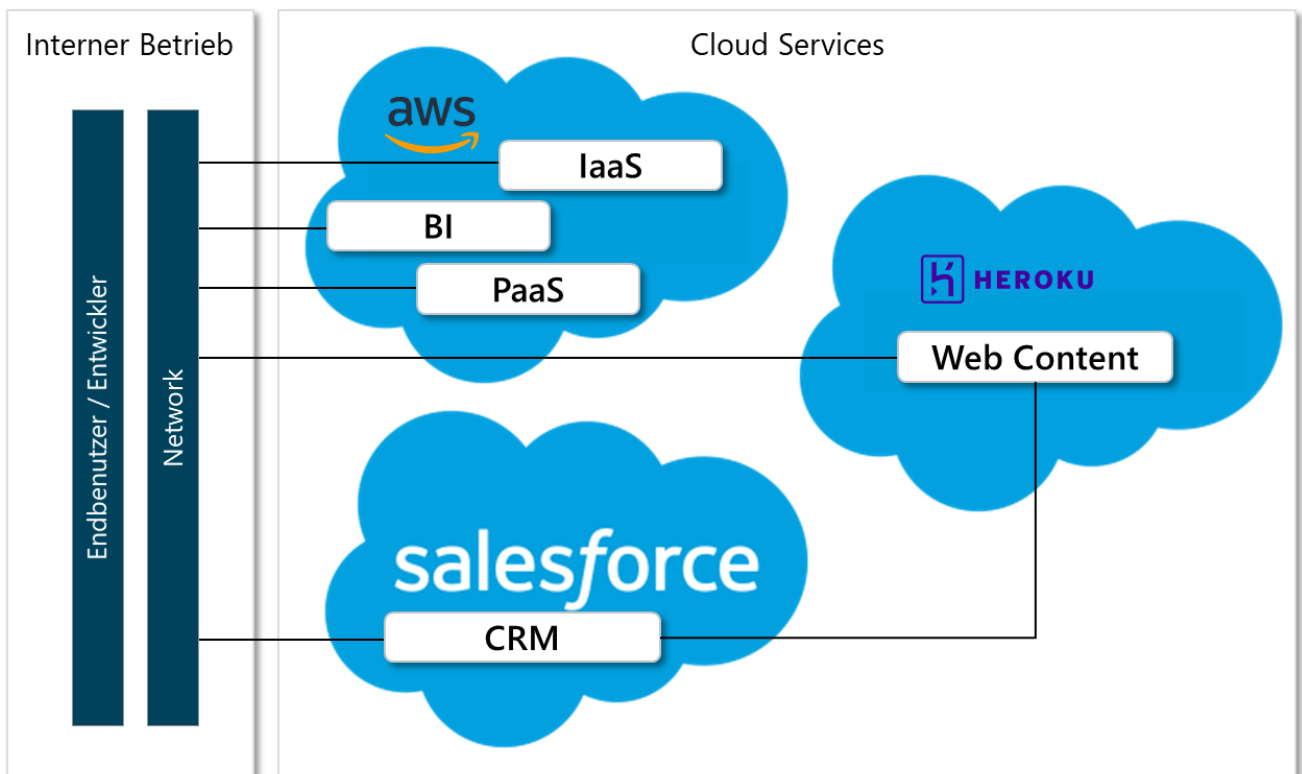 Interner Betrieb
Cloud Services
Endbenutzer / Entwickler
Network
aws
IaaS
BI
PaaS
HEROKU
Web Content
salesforce
CRM